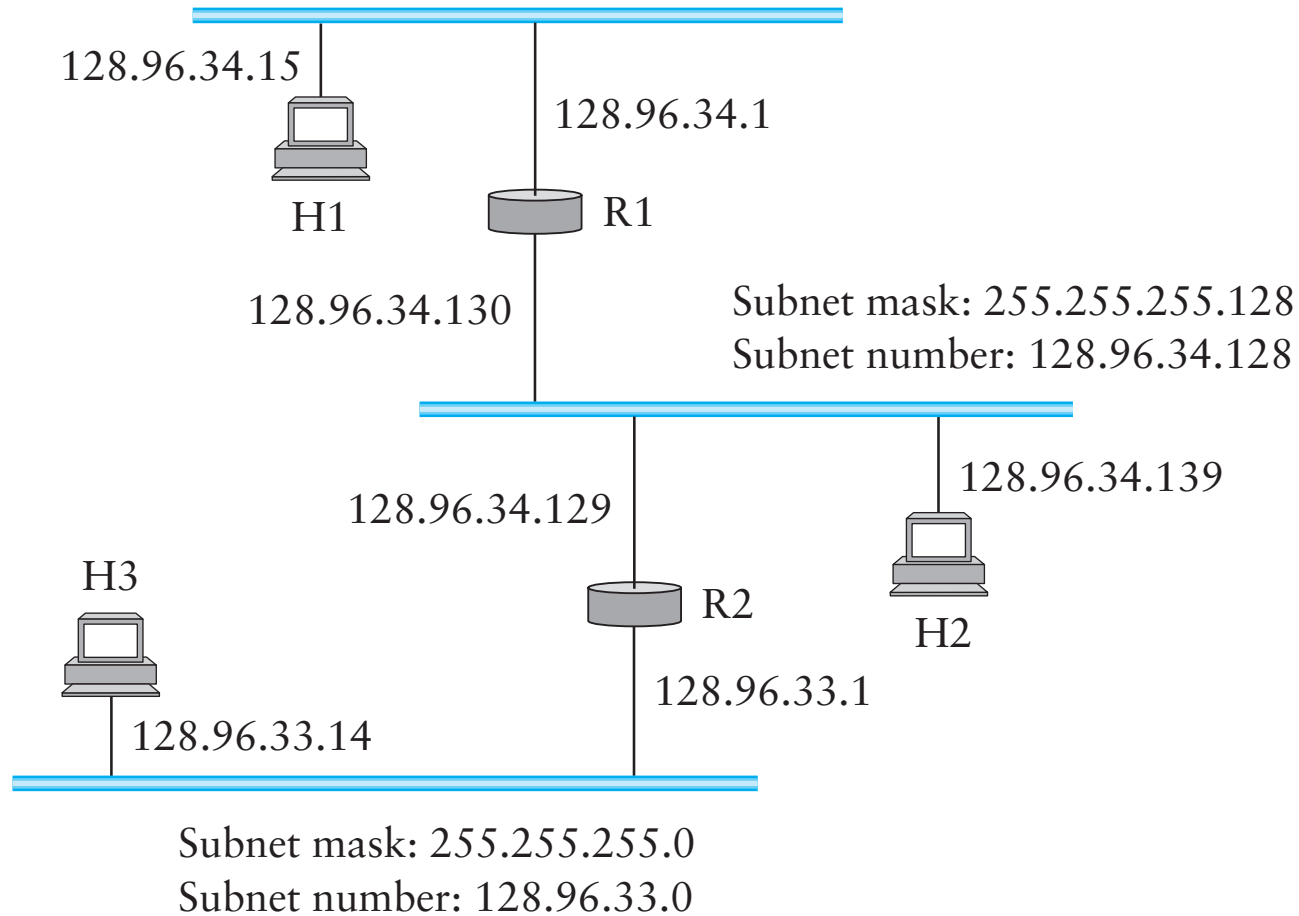 128.96.34.15
128.96.34.1
H1
R1
128.96.34.130
Subnet mask: 255.255.255.128
Subnet number: 128.96.34.128
128.96.34.139
128.96.34.129
H3
R2
H2
128.96.33.1
128.96.33.14
Subnet mask: 255.255.255.0
Subnet number: 128.96.33.0